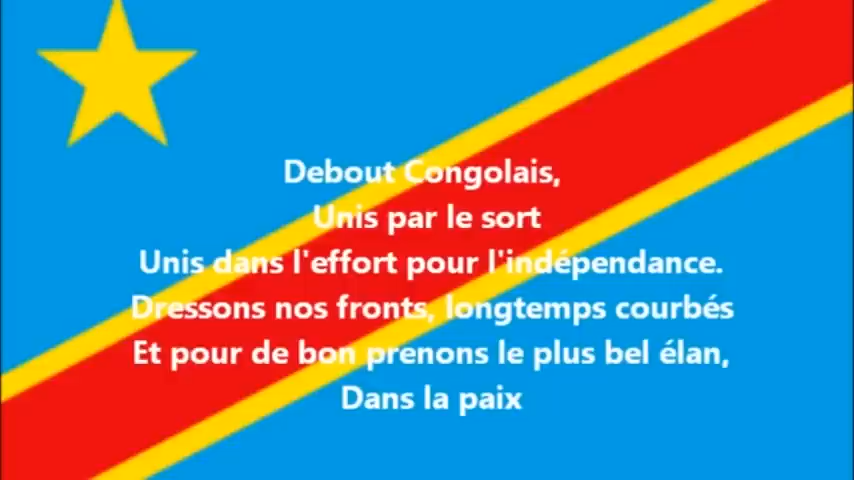 Debout Congolais,
Unis par le sort
Unis dans l'effort pour l'indépendance.
Dressons nos fronts, longtemps courbés
Et pour de bon prenons le plus bel élan,
Dans la paix